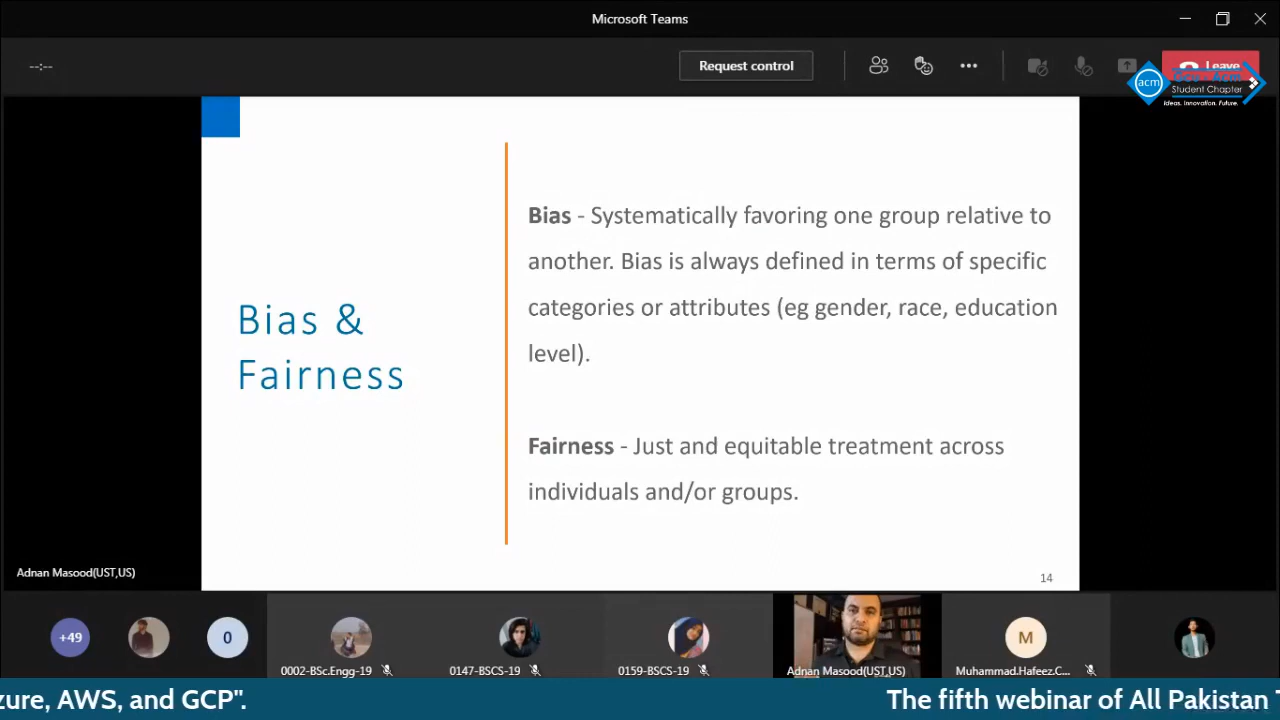 Microsoft Teams
--:--
Request control
Leave
acm
Student Chapter
Ideas. Innovation. Future.
Bias & 
Fairness
Bias - Systematically favoring one group relative to
another. Bias is always defined in terms of specific
categories or attributes (eg gender, race, education
level).
Fairness - Just and equitable treatment across
individuals and/or groups.
14
Adnan Masood(UST,US)
+49
0
0002-BSc.Engg-19
0147-BSCS-19
0159-BSCS-19
Adnan Masood(UST,US)
M
Muhammad.Hafeez.C...
zure, AWS, and GCP".
The fifth webinar of All Pakistan